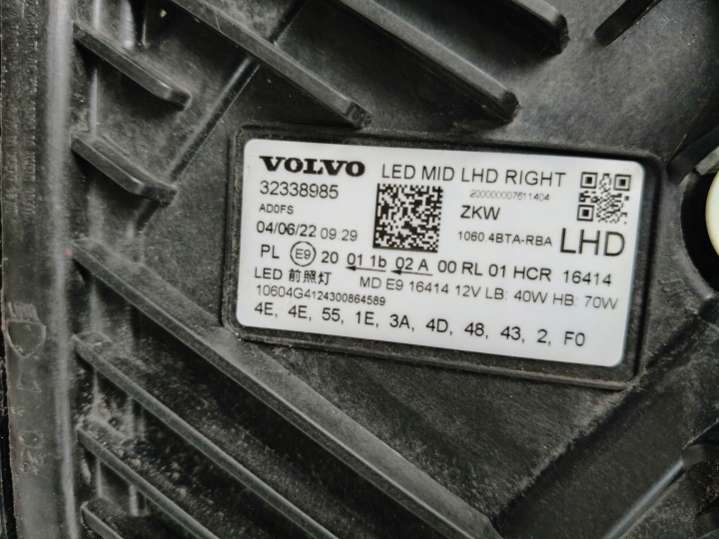 VOLVO LED MID LHD RIGHT
32338985 200000007611404
AD0FS ZKW
04/06/22 09:29 1060.4BTA-RBA LHD
PL E9 20 01 1b 02 A 00 RL 01 HCR 16414
LED 前照灯 MD E9 16414 12V LB: 40W HB: 70W
10604G4124300864589
4E, 4E, 55, 1E, 3A, 4D, 48, 43, 2, F0